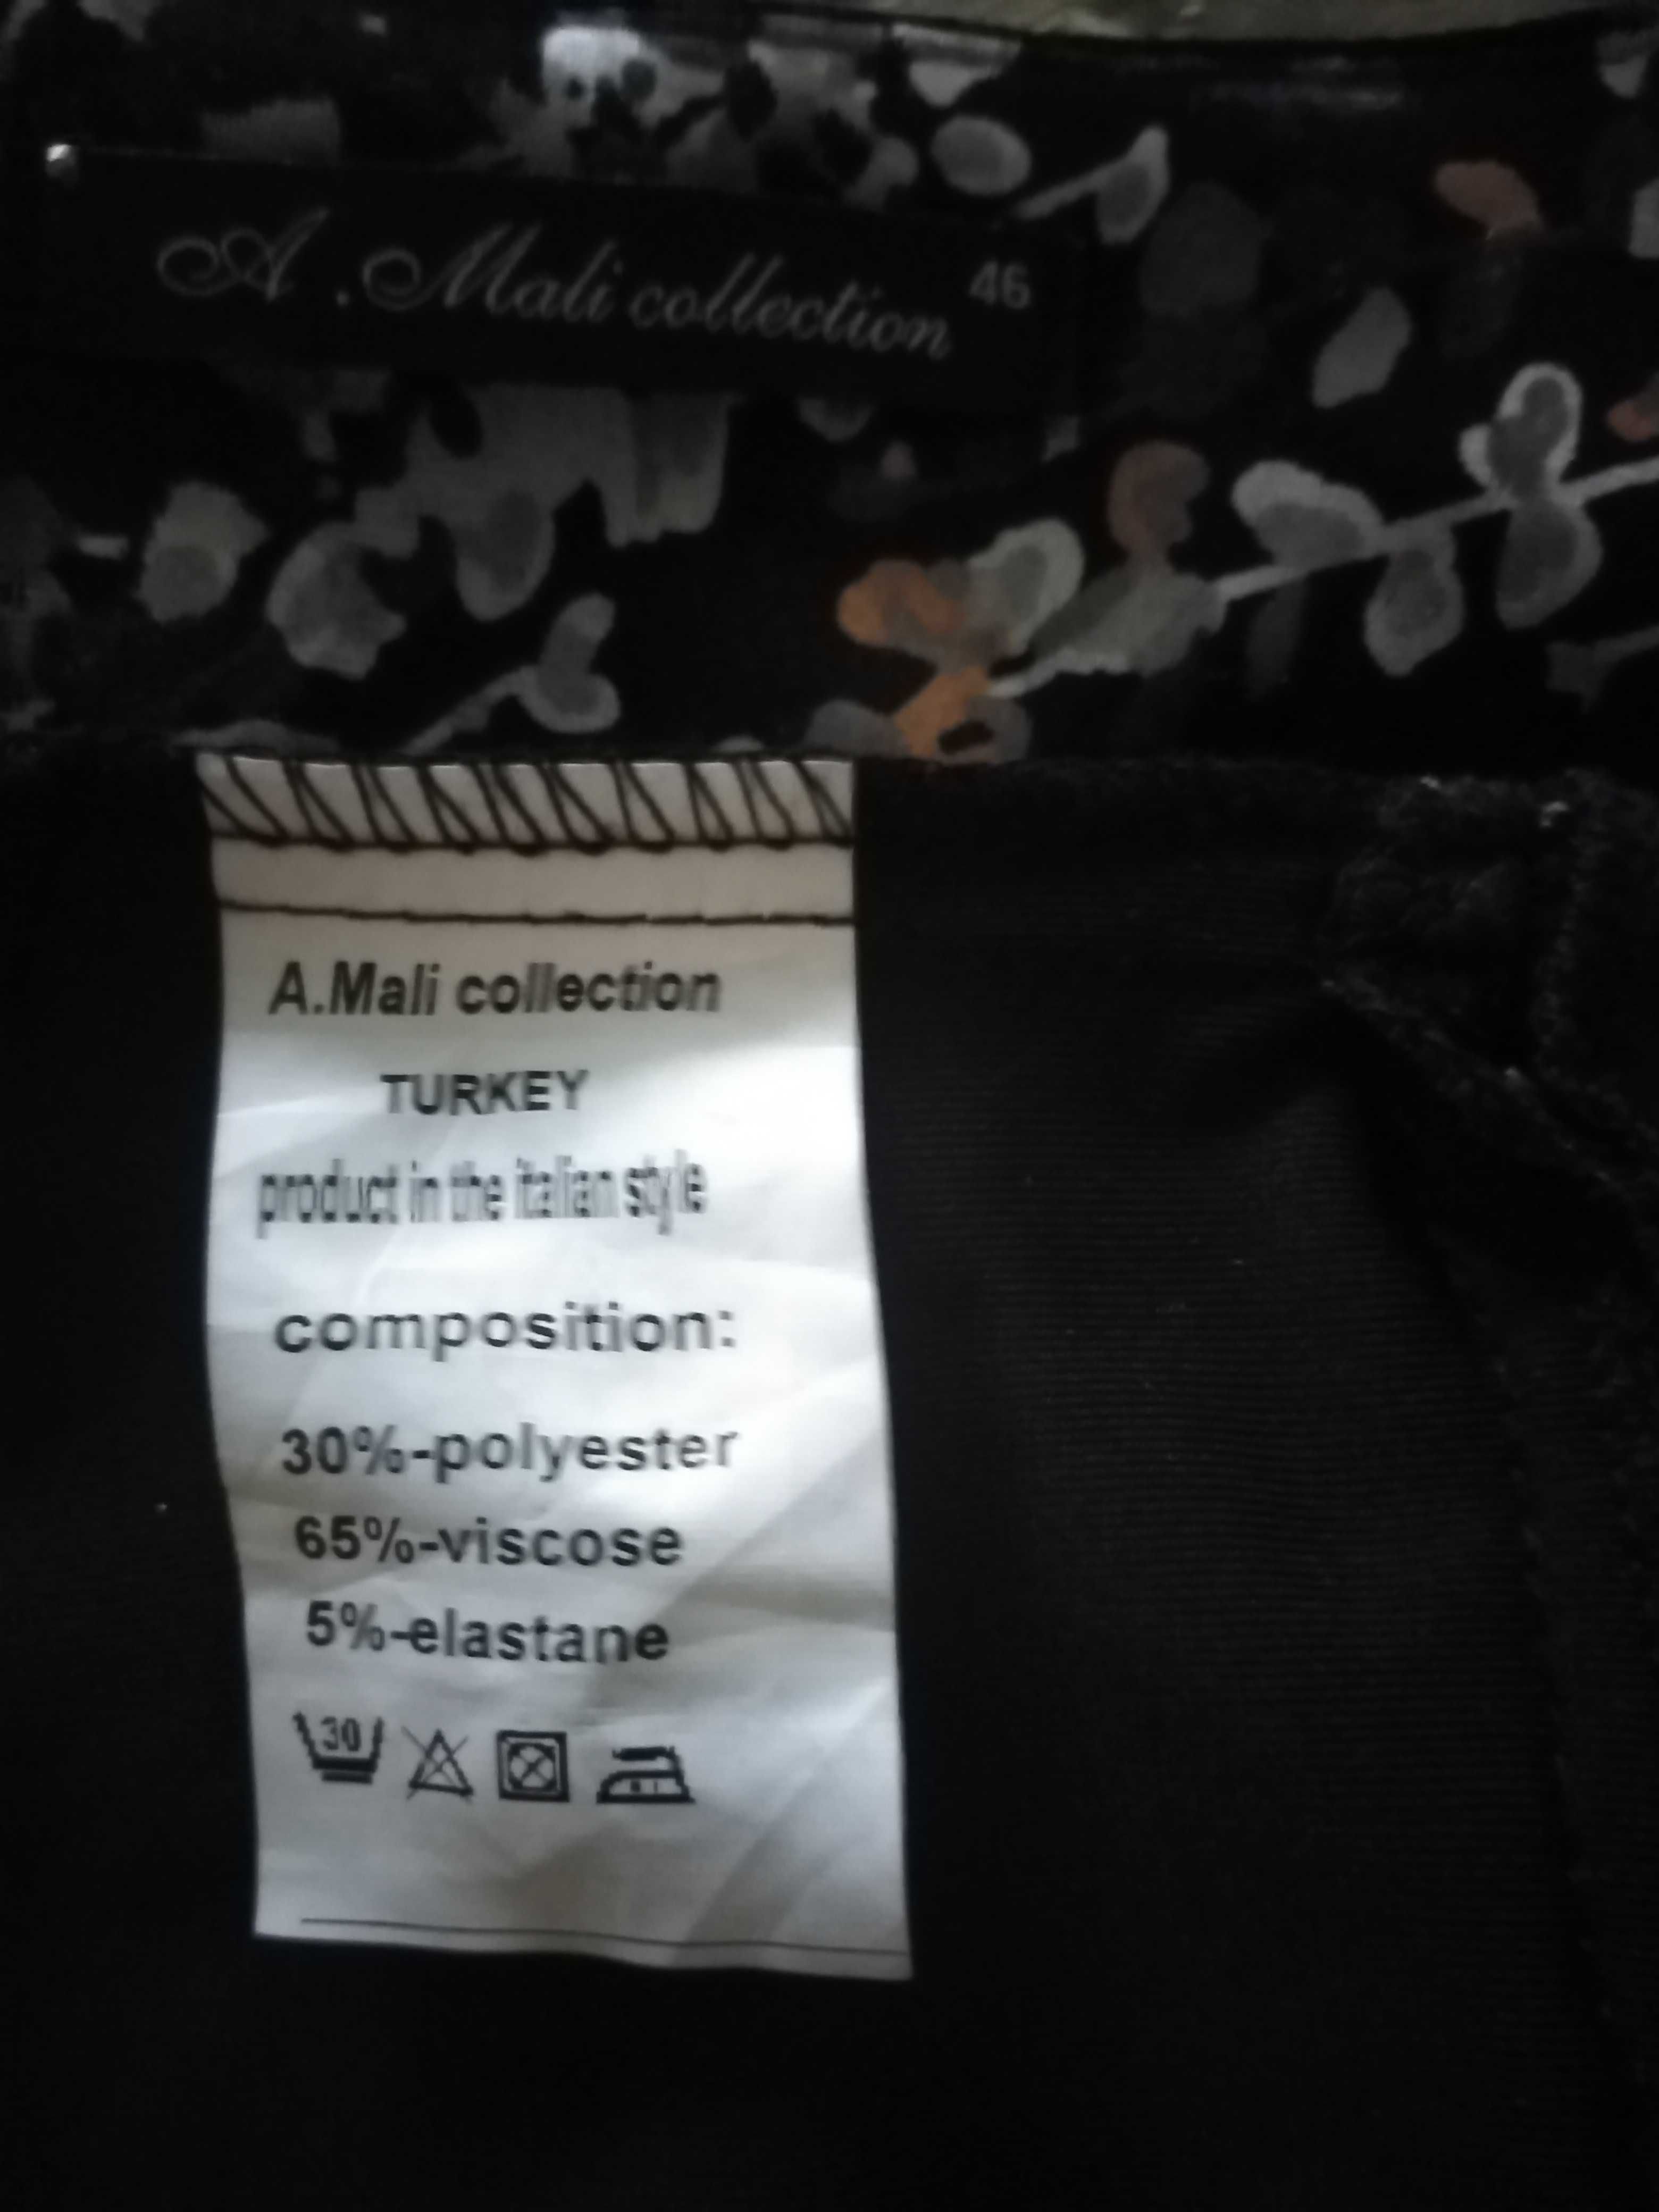 A. Mali collection 46
A.Mali collection
TURKEY
product in the italian style
composition:
30%-polyester
65%-viscose
5%-elastane
30